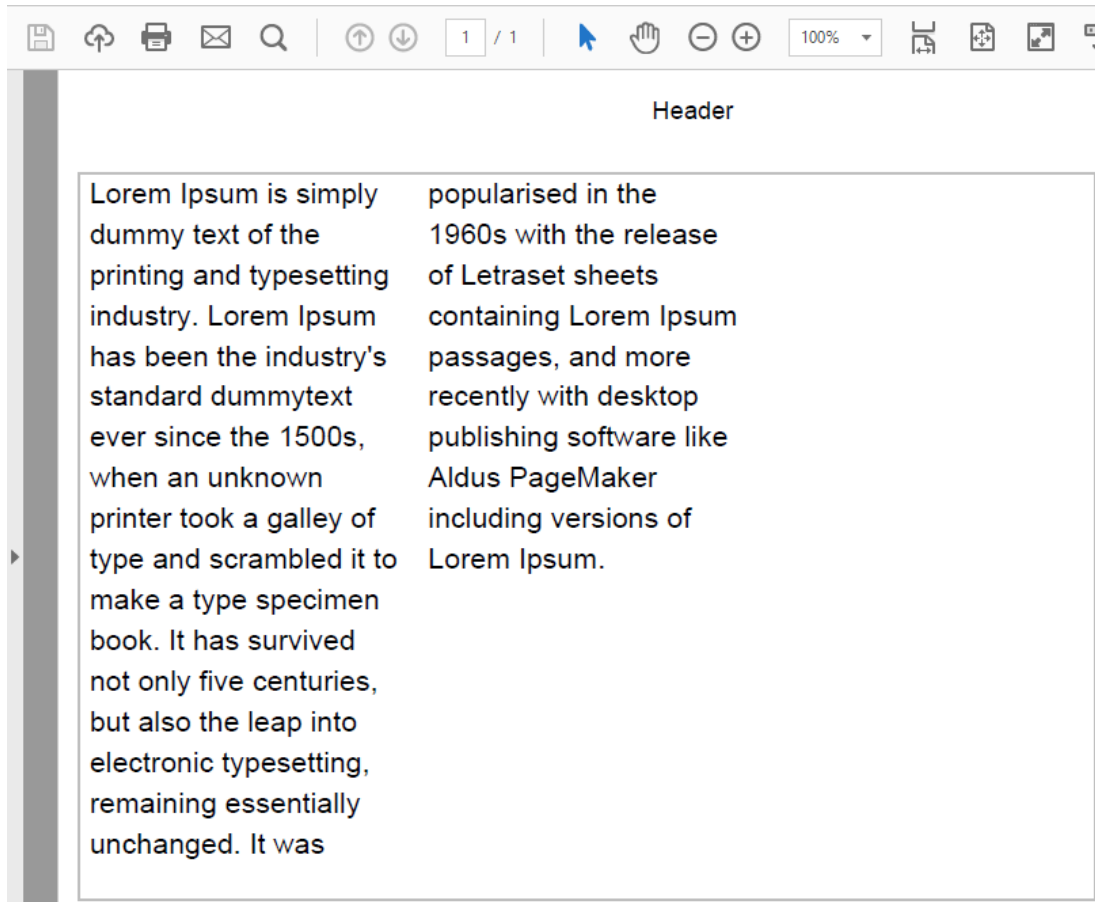 1 / 1
100%
Header
Lorem Ipsum is simply
dummy text of the
printing and typesetting
industry. Lorem Ipsum
has been the industry's
standard dummytext
ever since the 1500s,
when an unknown
printer took a galley of
type and scrambled it to
make a type specimen
book. It has survived
not only five centuries,
but also the leap into
electronic typesetting,
remaining essentially
unchanged. It was
popularised in the
1960s with the release
of Letraset sheets
containing Lorem Ipsum
passages, and more
recently with desktop
publishing software like
Aldus PageMaker
including versions of
Lorem Ipsum.